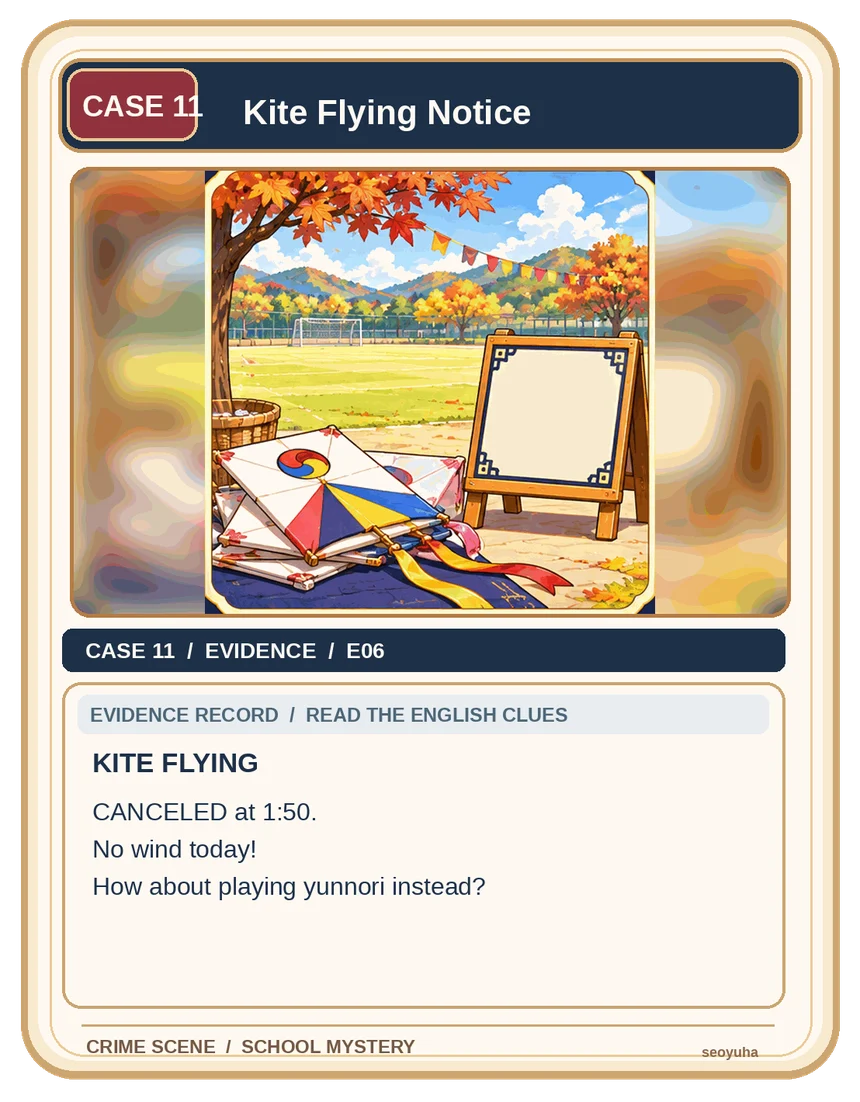 CASE 11
Kite Flying Notice
CASE 11 / EVIDENCE / E06
EVIDENCE RECORD / READ THE ENGLISH CLUES
KITE FLYING
CANCELED at 1:50.
No wind today!
How about playing yunnori instead?
CRIME SCENE / SCHOOL MYSTERY
seoyuha